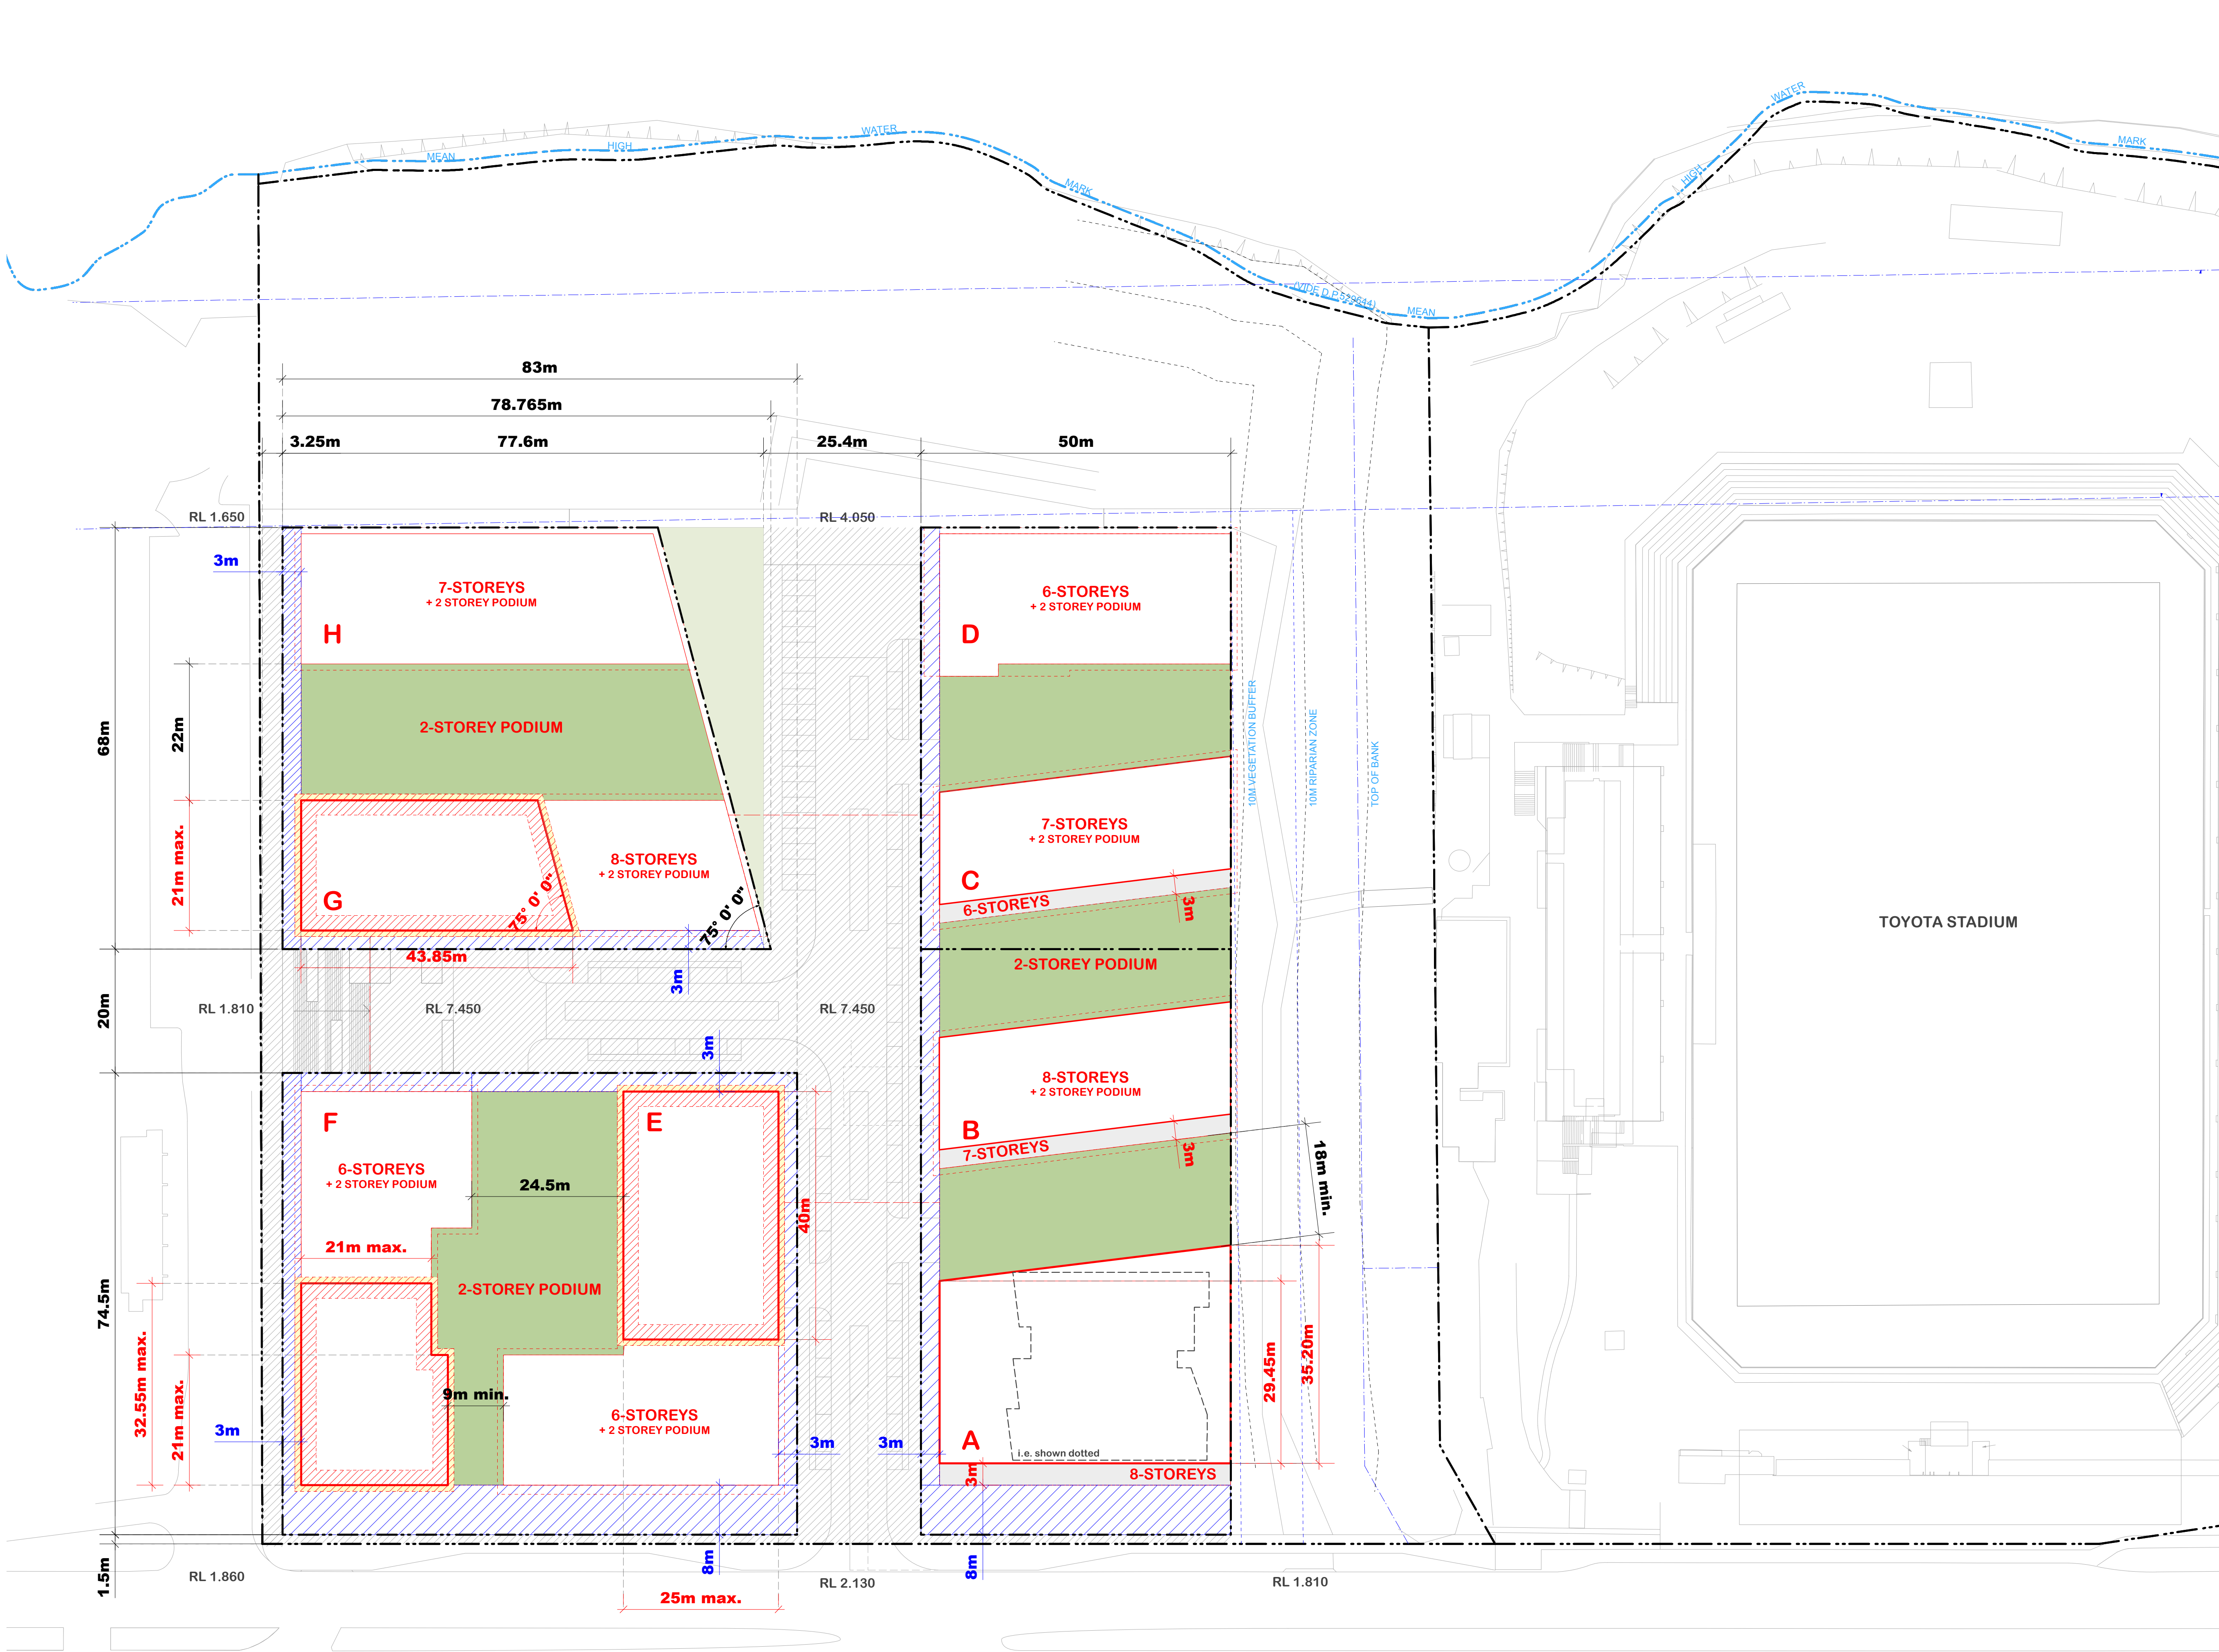 WATER
WATER
MEAN
HIGH
MARK
HIGH
MARK
(VIDE D.P.529644)
MEAN
83m
78.765m
3.25m
77.6m
25.4m
50m
RL 1.650
RL 4.050
3m
7-STOREYS
+ 2 STOREY PODIUM
H
6-STOREYS
+ 2 STOREY PODIUM
D
68m
22m
2-STOREY PODIUM
10M VEGETATION BUFFER
10M RIPARIAN ZONE
TOP OF BANK
21m max.
8-STOREYS
+ 2 STOREY PODIUM
G
75° 0' 0"
75° 0' 0"
7-STOREYS
+ 2 STOREY PODIUM
C
6-STOREYS
3m
TOYOTA STADIUM
43.85m
3m
2-STOREY PODIUM
20m
RL 1.810
RL 7.450
RL 7.450
3m
8-STOREYS
+ 2 STOREY PODIUM
B
7-STOREYS
3m
18m min.
F
E
6-STOREYS
+ 2 STOREY PODIUM
24.5m
40m
21m max.
2-STOREY PODIUM
74.5m
32.55m max.
21m max.
9m min.
29.45m
35.20m
6-STOREYS
+ 2 STOREY PODIUM
3m
3m
3m
A
i.e. shown dotted
3m
8-STOREYS
1.5m
8m
8m
RL 1.860
RL 2.130
RL 1.810
25m max.